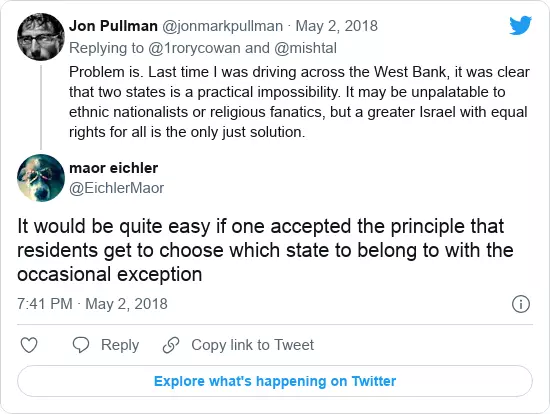 Jon Pullman @jonmarkpullman · May 2, 2018
Replying to @1rorycowan and @mishtal
Problem is. Last time I was driving across the West Bank, it was clear
that two states is a practical impossibility. It may be unpalatable to
ethnic nationalists or religious fanatics, but a greater Israel with equal
rights for all is the only just solution.
maor eichler
@EichlerMaor
It would be quite easy if one accepted the principle that
residents get to choose which state to belong to with the
occasional exception
7:41 PM · May 2, 2018
Reply
Copy link to Tweet
Explore what's happening on Twitter